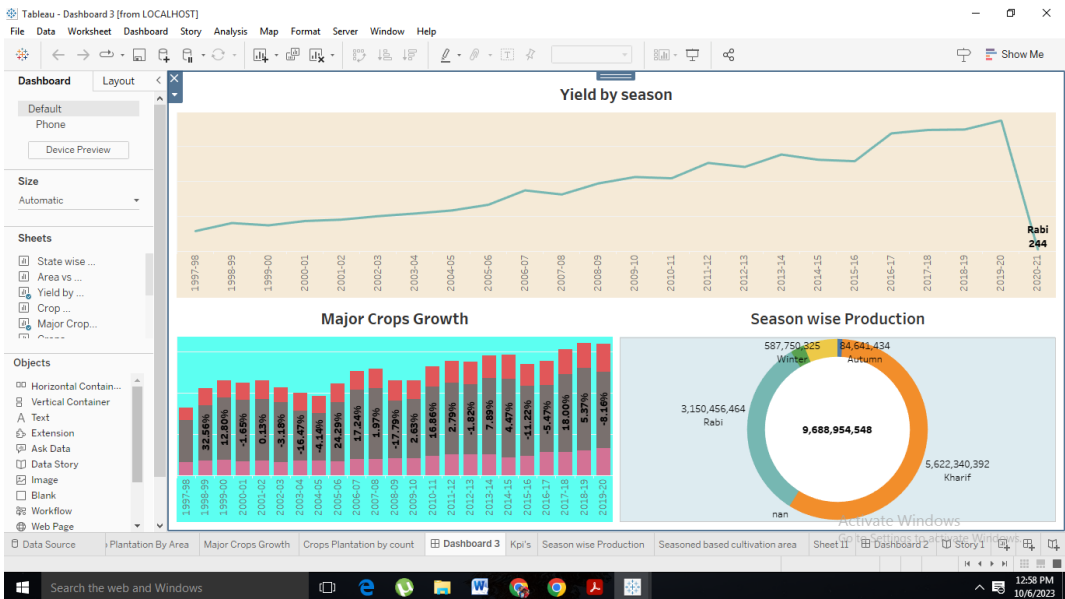 Tableau - Dashboard 3 [from LOCALHOST]
File Data Worksheet Dashboard Story Analysis Map Format Server Window Help
Show Me
Dashboard Layout
Default
Phone
Device Preview
Size
Automatic
Sheets
State wise ...
Area vs ...
Yield by ...
Crop ...
Major Crop...
Objects
Horizontal Contain...
Vertical Container
Text
Extension
Ask Data
Data Story
Image
Blank
Workflow
Web Page
Yield by season
Rabi
244
1997-98 1998-99 1999-00 2000-01 2001-02 2002-03 2003-04 2004-05 2005-06 2006-07 2007-08 2008-09 2009-10 2010-11 2011-12 2012-13 2013-14 2014-15 2015-16 2016-17 2017-18 2018-19 2019-20 2020-21
Major Crops Growth
32.56% 12.80% -1.65% 0.13% -3.18% -16.47% -4.14% 24.29% 17.24% 1.97% -17.79% 2.63% 16.86% 2.79% -1.82% 7.89% 4.47% -11.22% -5.47% 18.00% 5.37% -8.16%
1997-98 1998-99 1999-00 2000-01 2001-02 2002-03 2003-04 2004-05 2005-06 2006-07 2007-08 2008-09 2009-10 2010-11 2011-12 2012-13 2013-14 2014-15 2015-16 2016-17 2017-18 2018-19 2019-20
Season wise Production
587,750,325
Winter
84,641,434
Autumn
3,150,456,464
Rabi
9,688,954,548
5,622,340,392
Kharif
nan
Activate Windows
Go to Settings to activate Windows.
Data Source Plantation By Area Major Crops Growth Crops Plantation by count Dashboard 3 Kpi's Season wise Production Seasoned based cultivation area Sheet 11 Dashboard 2 Story 1
Search the web and Windows
12:58 PM
10/6/2023